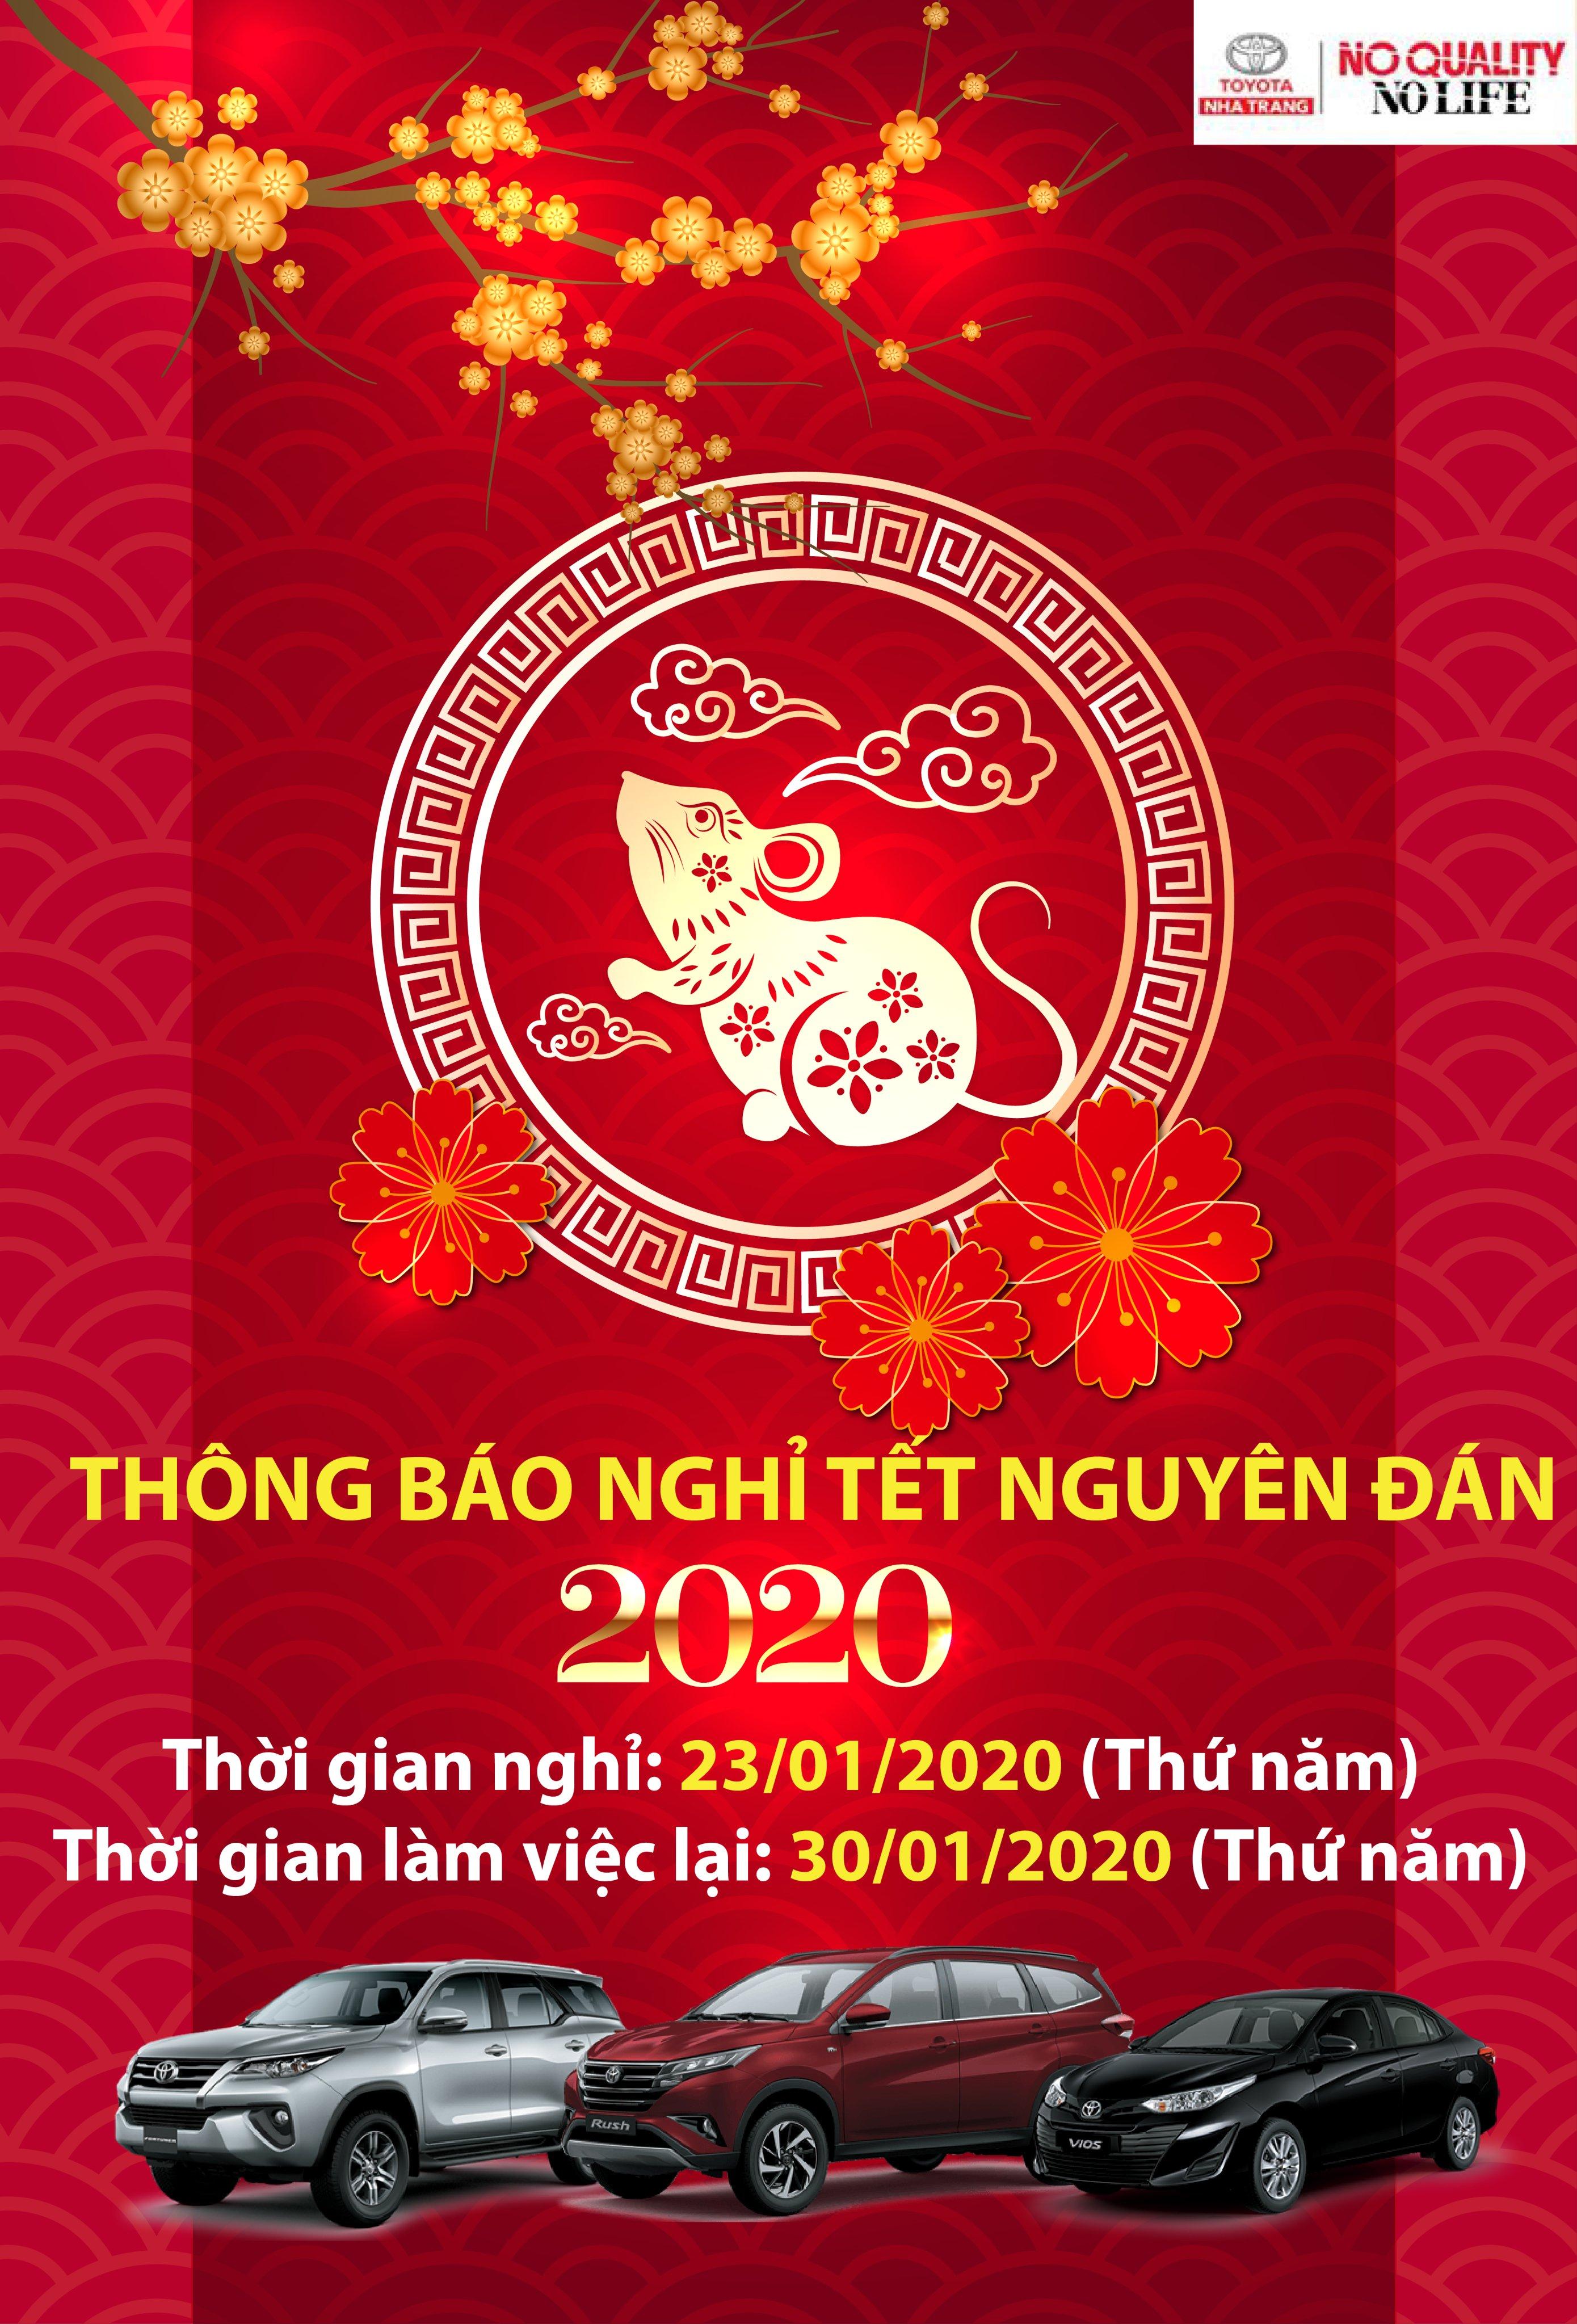 TOYOTA
NHA TRANG
NO QUALITY
NO LIFE
THÔNG BÁO NGHỈ TẾT NGUYÊN ĐÁN
2020
Thời gian nghỉ: 23/01/2020 (Thứ năm)
Thời gian làm việc lại: 30/01/2020 (Thứ năm)
FORTUNER
Rush
VIOS